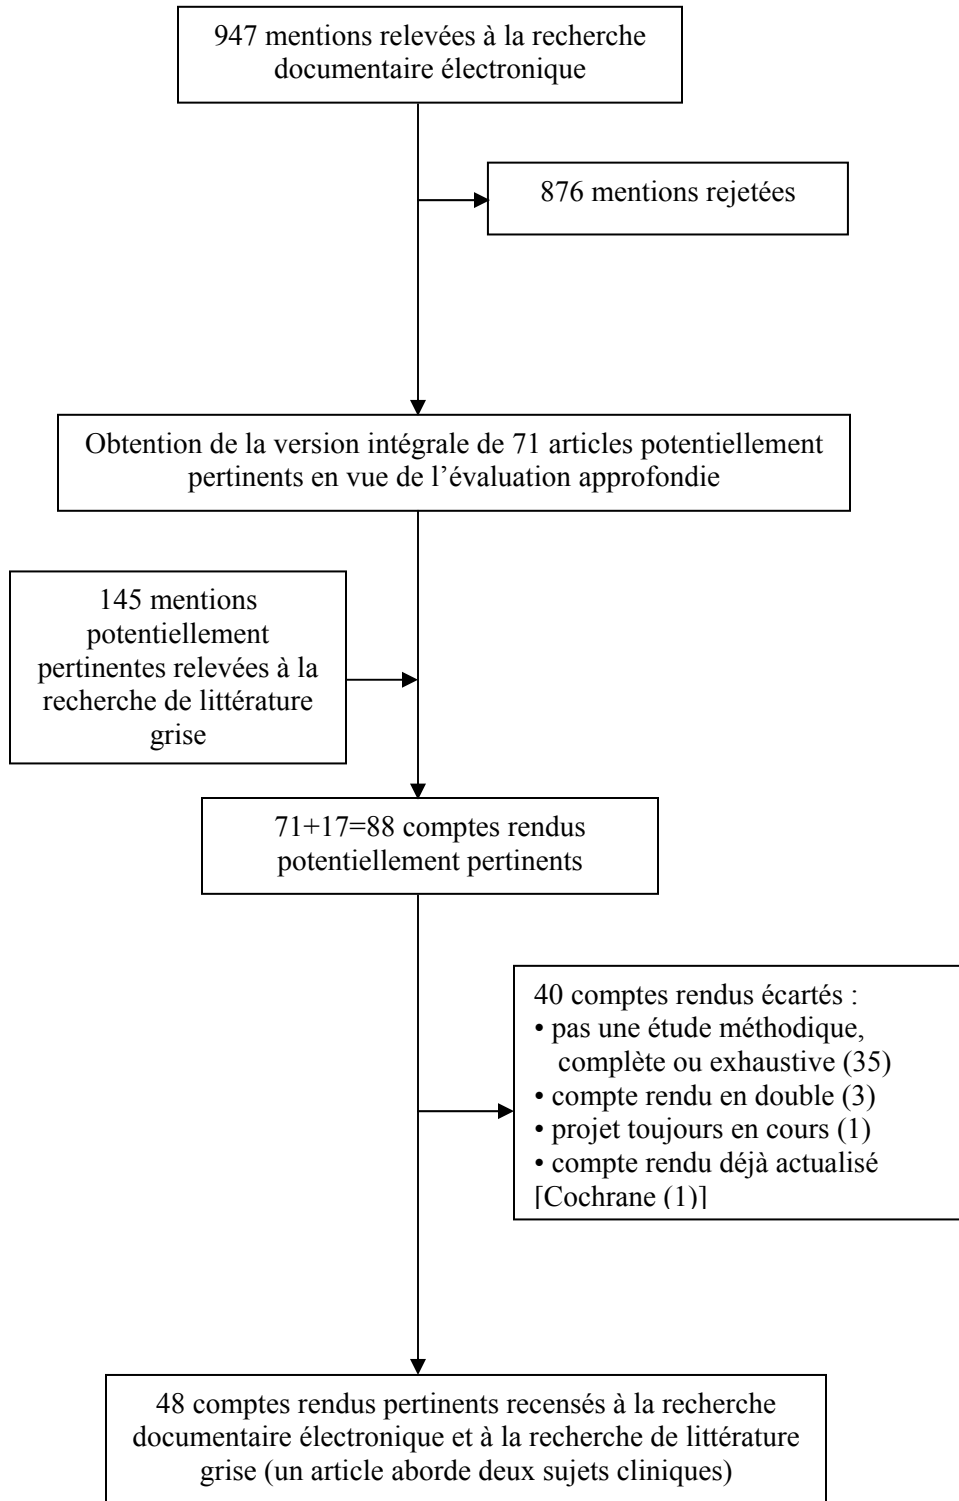 947 mentions relevées à la recherche
documentaire électronique
876 mentions rejetées
Obtention de la version intégrale de 71 articles potentiellement
pertinents en vue de l’évaluation approfondie
145 mentions
potentiellement
pertinentes relevées à la
recherche de littérature
grise
71+17=88 comptes rendus
potentiellement pertinents
40 comptes rendus écartés :
• pas une étude méthodique,
complète ou exhaustive (35)
• compte rendu en double (3)
• projet toujours en cours (1)
• compte rendu déjà actualisé
[Cochrane (1)]
48 comptes rendus pertinents recensés à la recherche
documentaire électronique et à la recherche de littérature
grise (un article aborde deux sujets cliniques)